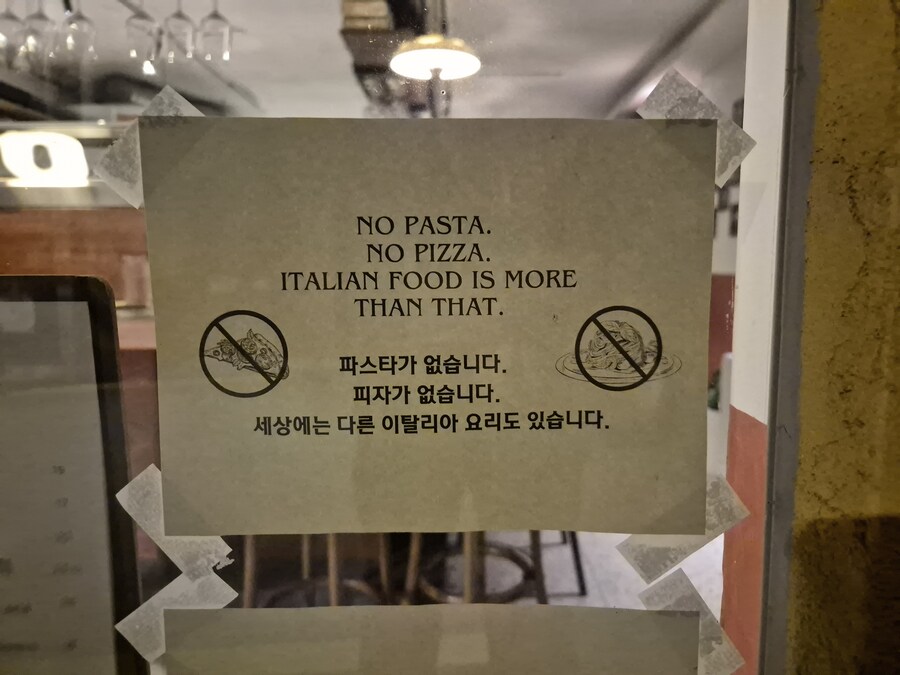 NO PASTA.
NO PIZZA.
ITALIAN FOOD IS MORE
THAN THAT.
파스타가 없습니다.
피자가 없습니다.
세상에는 다른 이탈리아 요리도 있습니다.